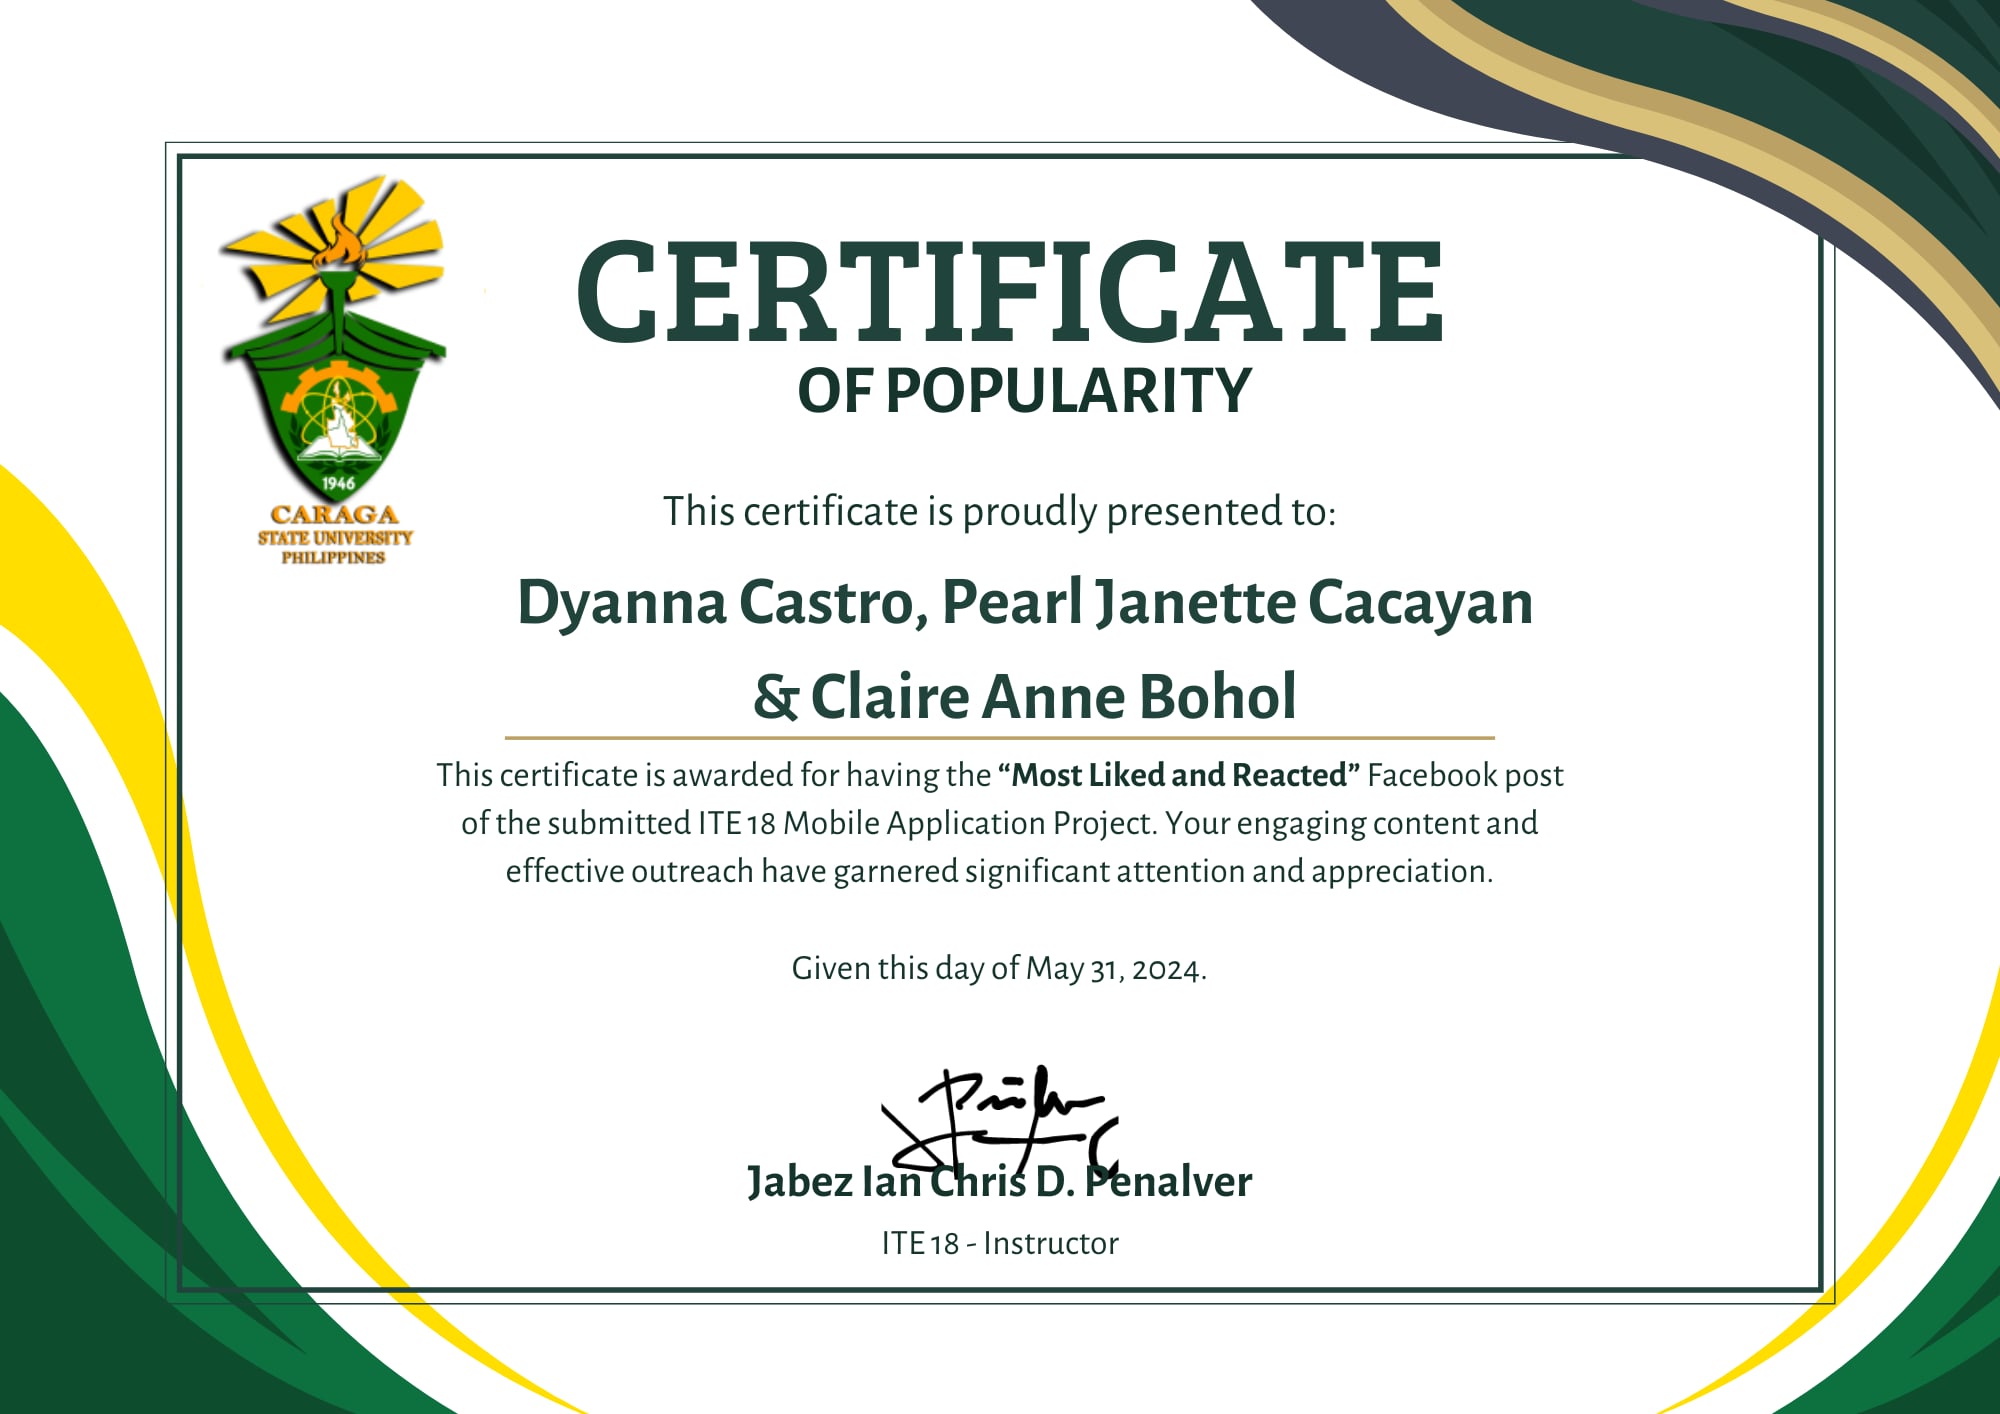 CERTIFICATE
OF POPULARITY
1946
CARAGA
STATE UNIVERSITY
PHILIPPINES
This certificate is proudly presented to:
Dyanna Castro, Pearl Janette Cacayan
& Claire Anne Bohol
This certificate is awarded for having the “Most Liked and Reacted” Facebook post
of the submitted ITE 18 Mobile Application Project. Your engaging content and
effective outreach have garnered significant attention and appreciation.
Given this day of May 31, 2024.
Jabez Ian Chris D. Penalver
ITE 18 - Instructor